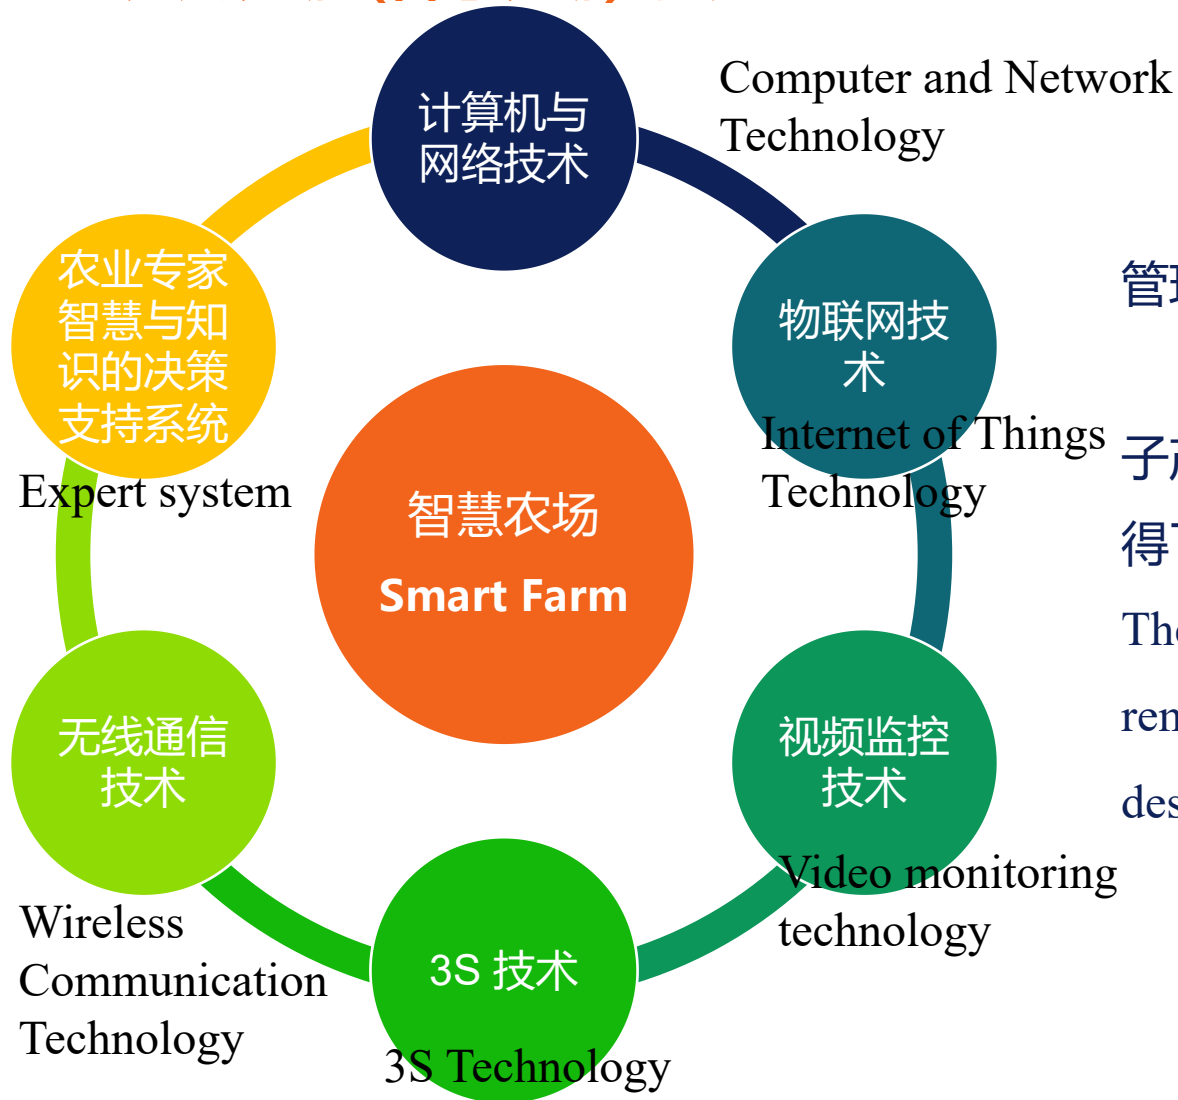 计算机与
网络技术
Computer and Network
Technology
农业专家
智慧与知
识的决策
支持系统
Expert system
物联网技
术
Internet of Things
Technology
智慧农场
Smart Farm
无线通信
技术
Wireless
Communication
Technology
视频监控
技术
Video monitoring
technology
3S 技术
3S Technology
子
得